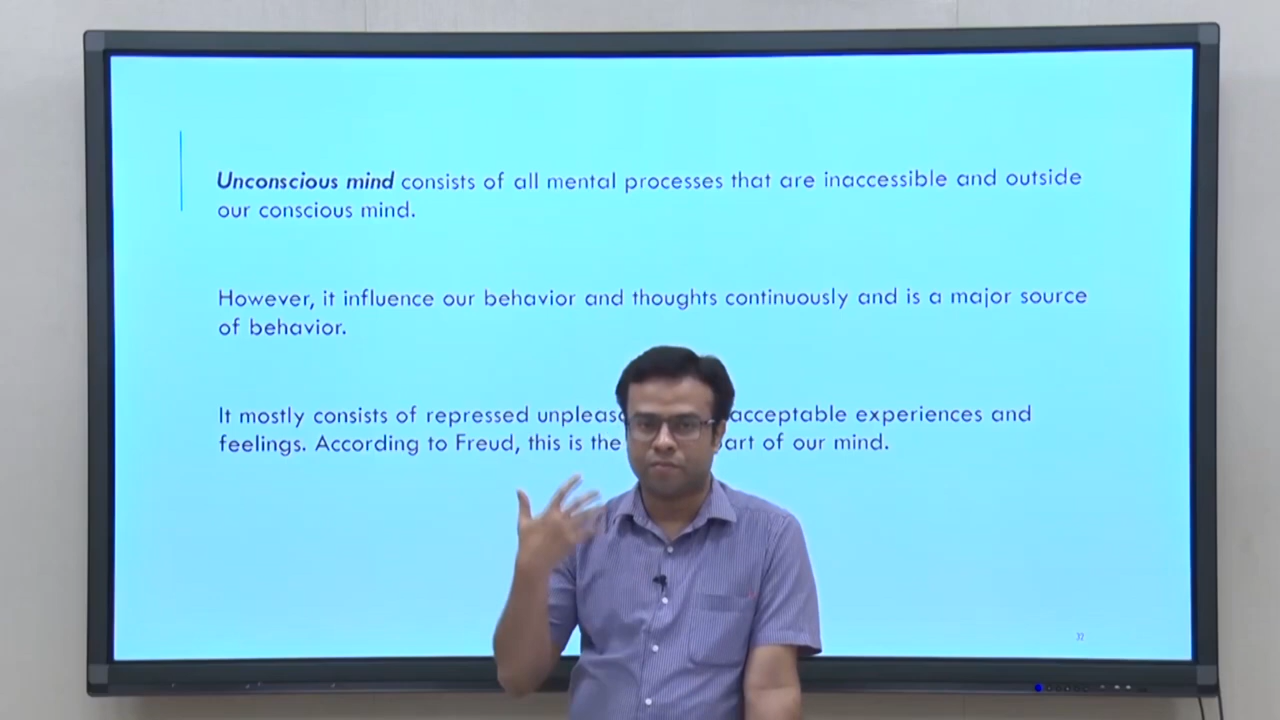 Unconscious mind consists of all mental processes that are inaccessible and outside
our conscious mind.
However, it influence our behavior and thoughts continuously and is a major source
of behavior.
It mostly consists of repressed acceptable experiences and
feelings. According to Freud, this is the of our mind.
32